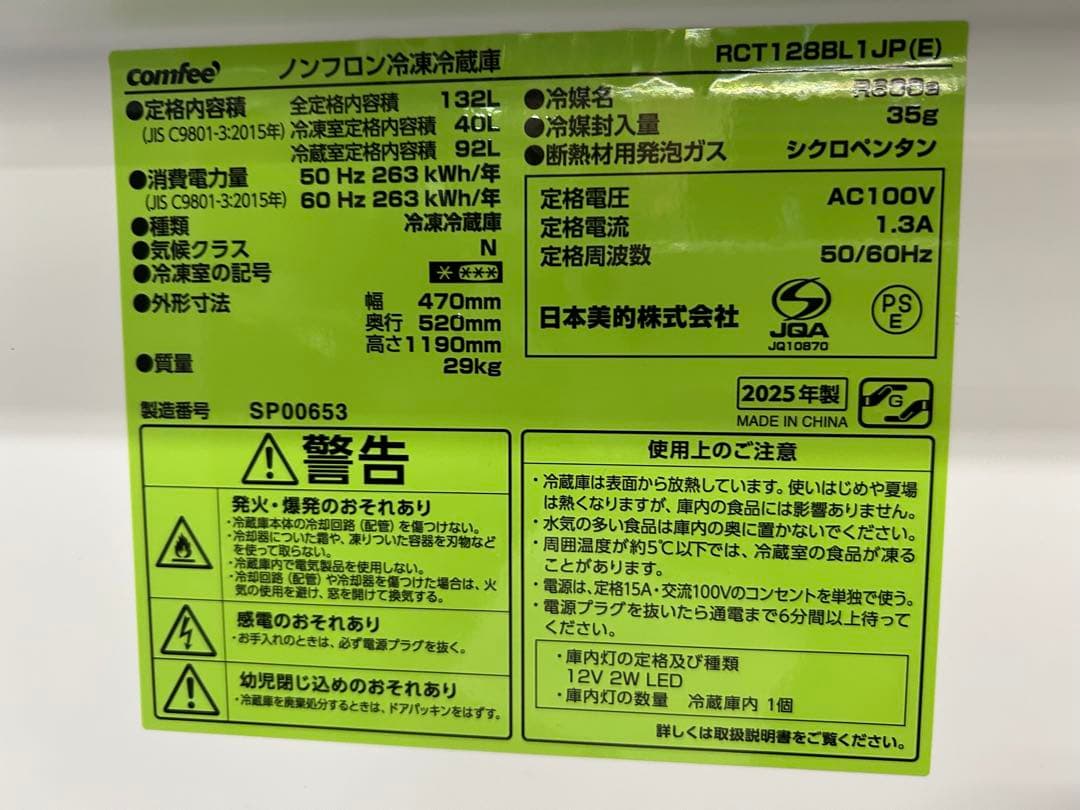 comfee' ノンフロン冷凍冷蔵庫 RCT128BL1JP(E)
●定格内容積 全定格内容積 132L
(JIS C9801-3:2015年) 冷凍室定格内容積 40L
冷蔵室定格内容積 92L
●消費電力量 50 Hz 263 kWh/年
(JIS C9801-3:2015年) 60 Hz 263 kWh/年
●種類 冷凍冷蔵庫
●気候クラス N
●冷凍室の記号
●外形寸法 幅 470mm
奥行 520mm
高さ1190mm
●質量 29kg
製造番号 SP00653
●冷媒名 R600a
●冷媒封入量 35g
●断熱材用発泡ガス シクロペンタン
定格電圧 AC100V
定格電流 1.3A
定格周波数 50/60Hz
日本美的株式会社
JQA
JQ10870
PS
E
2025年製
MADE IN CHINA
G
警告
発火・爆発のおそれあり
・冷蔵庫本体の冷却回路(配管)を傷つけない。
・冷却器についた霜や、凍りついた容器を刃物など
を使って取らない。
・冷蔵庫内で電気製品を使用しない。
・冷却回路(配管)や冷却器を傷つけた場合は、火
気の使用を避け、窓を開けて換気する。
感電のおそれあり
・お手入れのときは、必ず電源プラグを抜く。
幼児閉じ込めのおそれあり
・冷蔵庫を廃棄処分するときは、ドアパッキンをはずす。
使用上のご注意
・冷蔵庫は表面から放熱しています。使いはじめや夏場
は熱くなりますが、庫内の食品には影響ありません。
・水気の多い食品は庫内の奥に置かないでください。
・周囲温度が約5℃以下では、冷蔵室の食品が凍る
ことがあります。
・電源は、定格15A・交流100Vのコンセントを単独で使う。
・電源プラグを抜いたら通電まで6分間以上待って
ください。
・庫内灯の定格及び種類
12V 2W LED
・庫内灯の数量 冷蔵庫内 1個
詳しくは取扱説明書をご覧ください。